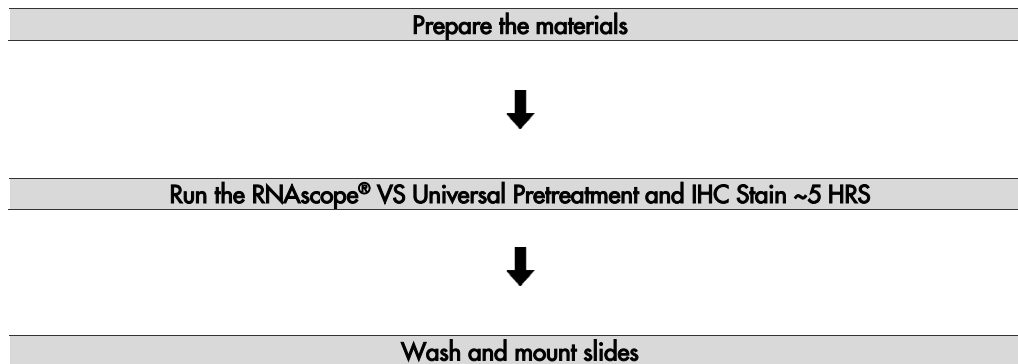 Prepare the materials
Run the RNAscope® VS Universal Pretreatment and IHC Stain ~5 HRS
Wash and mount slides